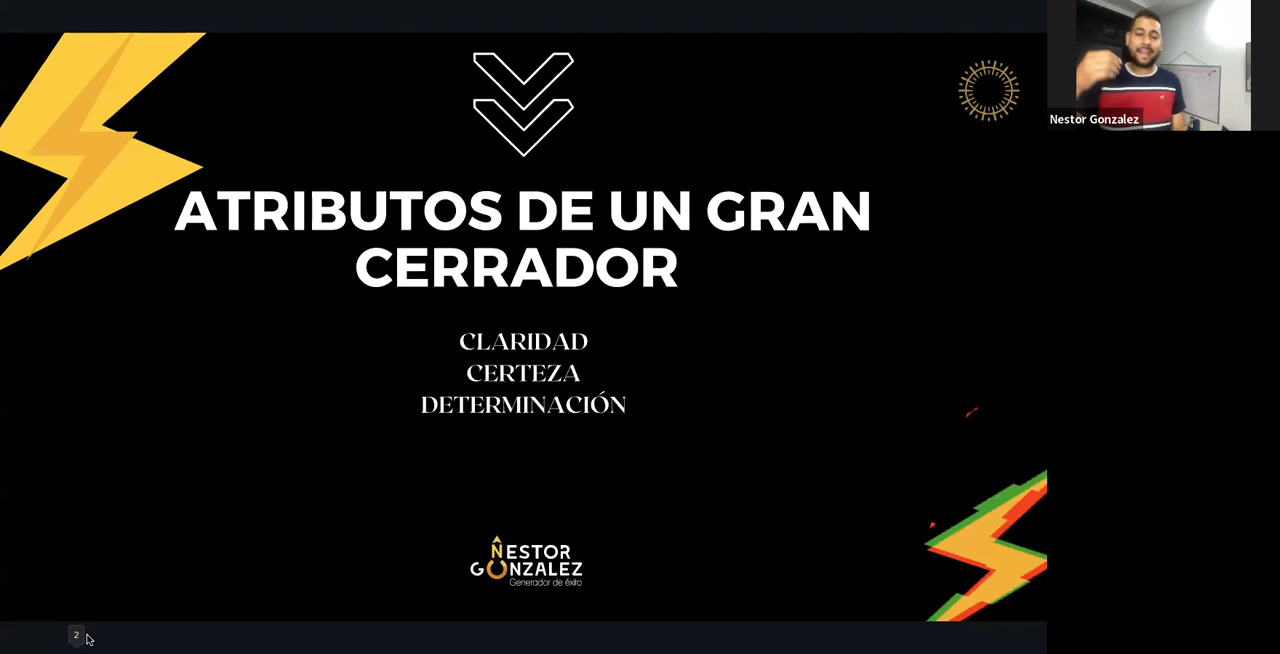 ATRIBUTOS DE UN GRAN
CERRADOR
CLARIDAD
CERTEZA
DETERMINACIÓN
NESTOR
GONZALEZ
Generador de éxito
Nestor Gonzalez
2